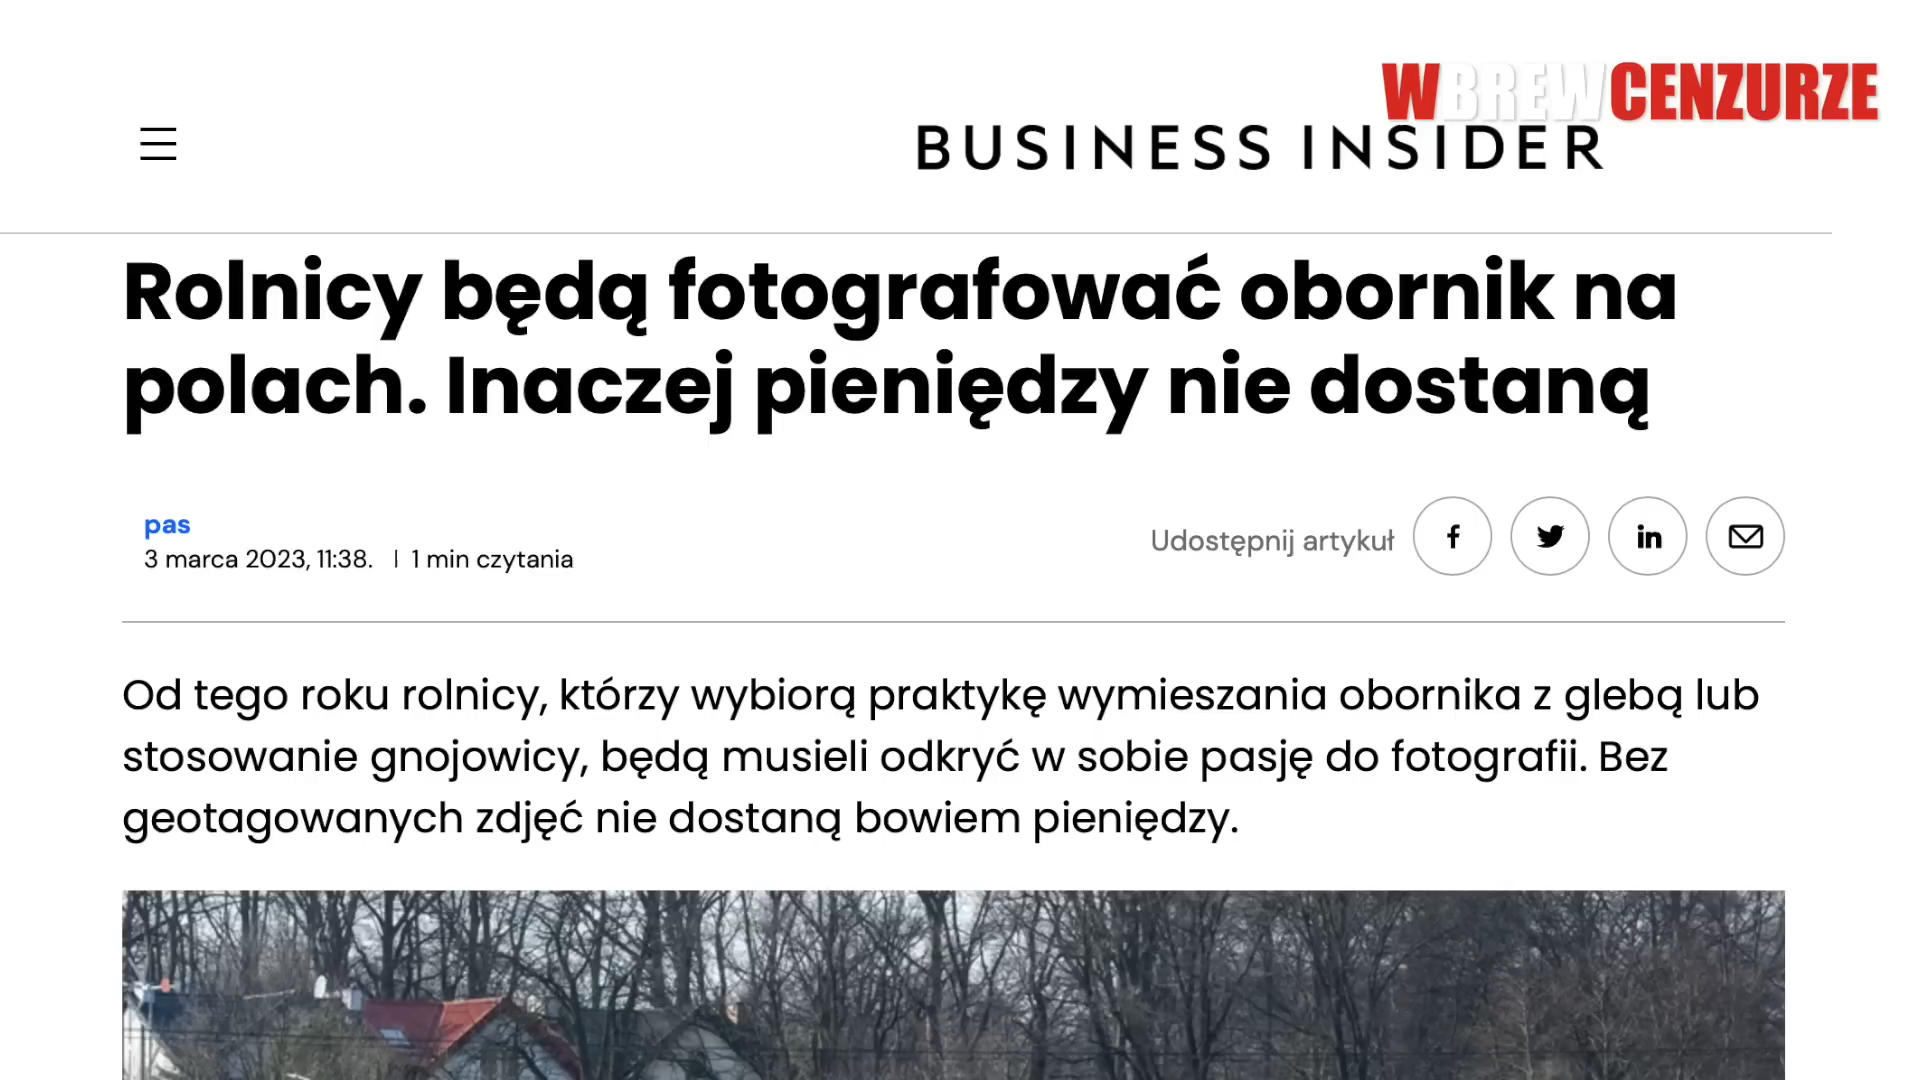 WBREWCENZURZE
BUSINESS INSIDER
Rolnicy będą fotografować obornik na
polach. Inaczej pieniędzy nie dostaną
pas
3 marca 2023, 11:38. | 1 min czytania
Udostępnij artykuł
Od tego roku rolnicy, którzy wybiorą praktykę wymieszania obornika z glebą lub
stosowanie gnojowicy, będą musieli odkryć w sobie pasję do fotografii. Bez
geotagowanych zdjęć nie dostaną bowiem pieniędzy.